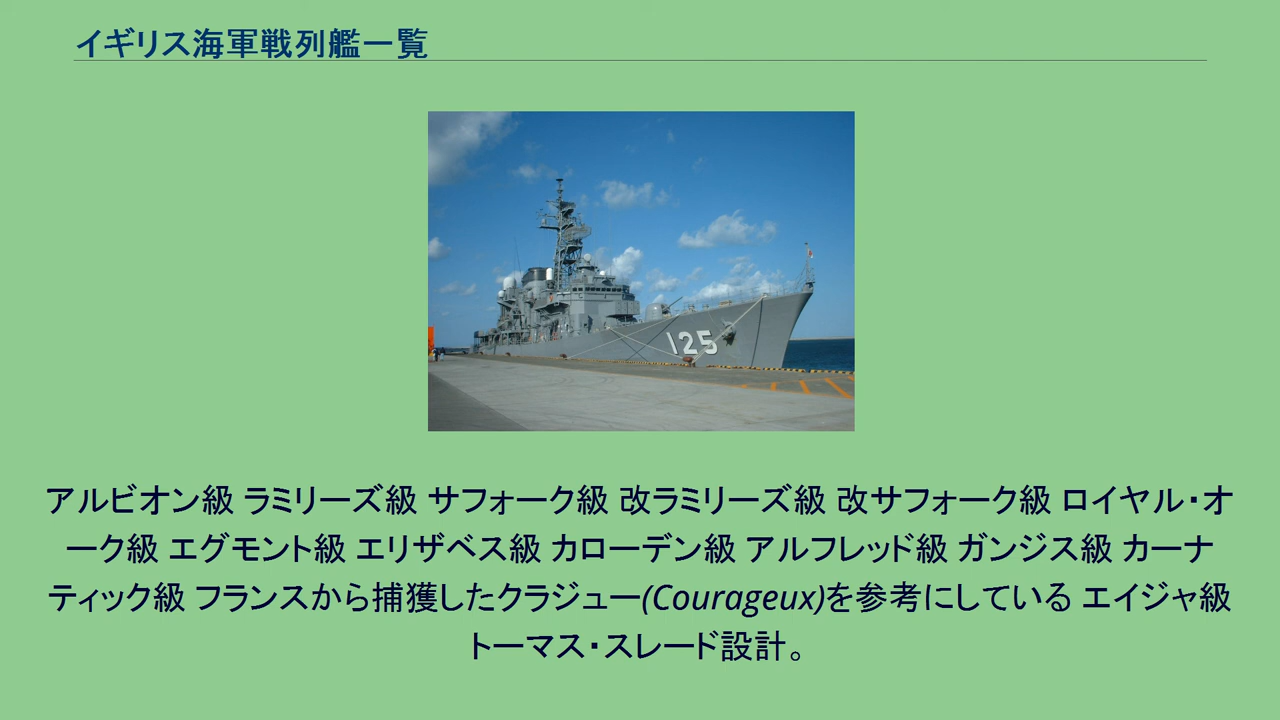 イギリス海軍戦列艦一覧
125
アルビオン級 ラミリーズ級 サフォーク級 改ラミリーズ級 改サフォーク級 ロイヤル・オ
ーク級 エグモント級 エリザベス級 カローデン級 アルフレッド級 ガンジス級 カーナ
ティック級 フランスから捕獲したクラジュー(Courageux)を参考にしている エイジャ級
トーマス・スレード設計。